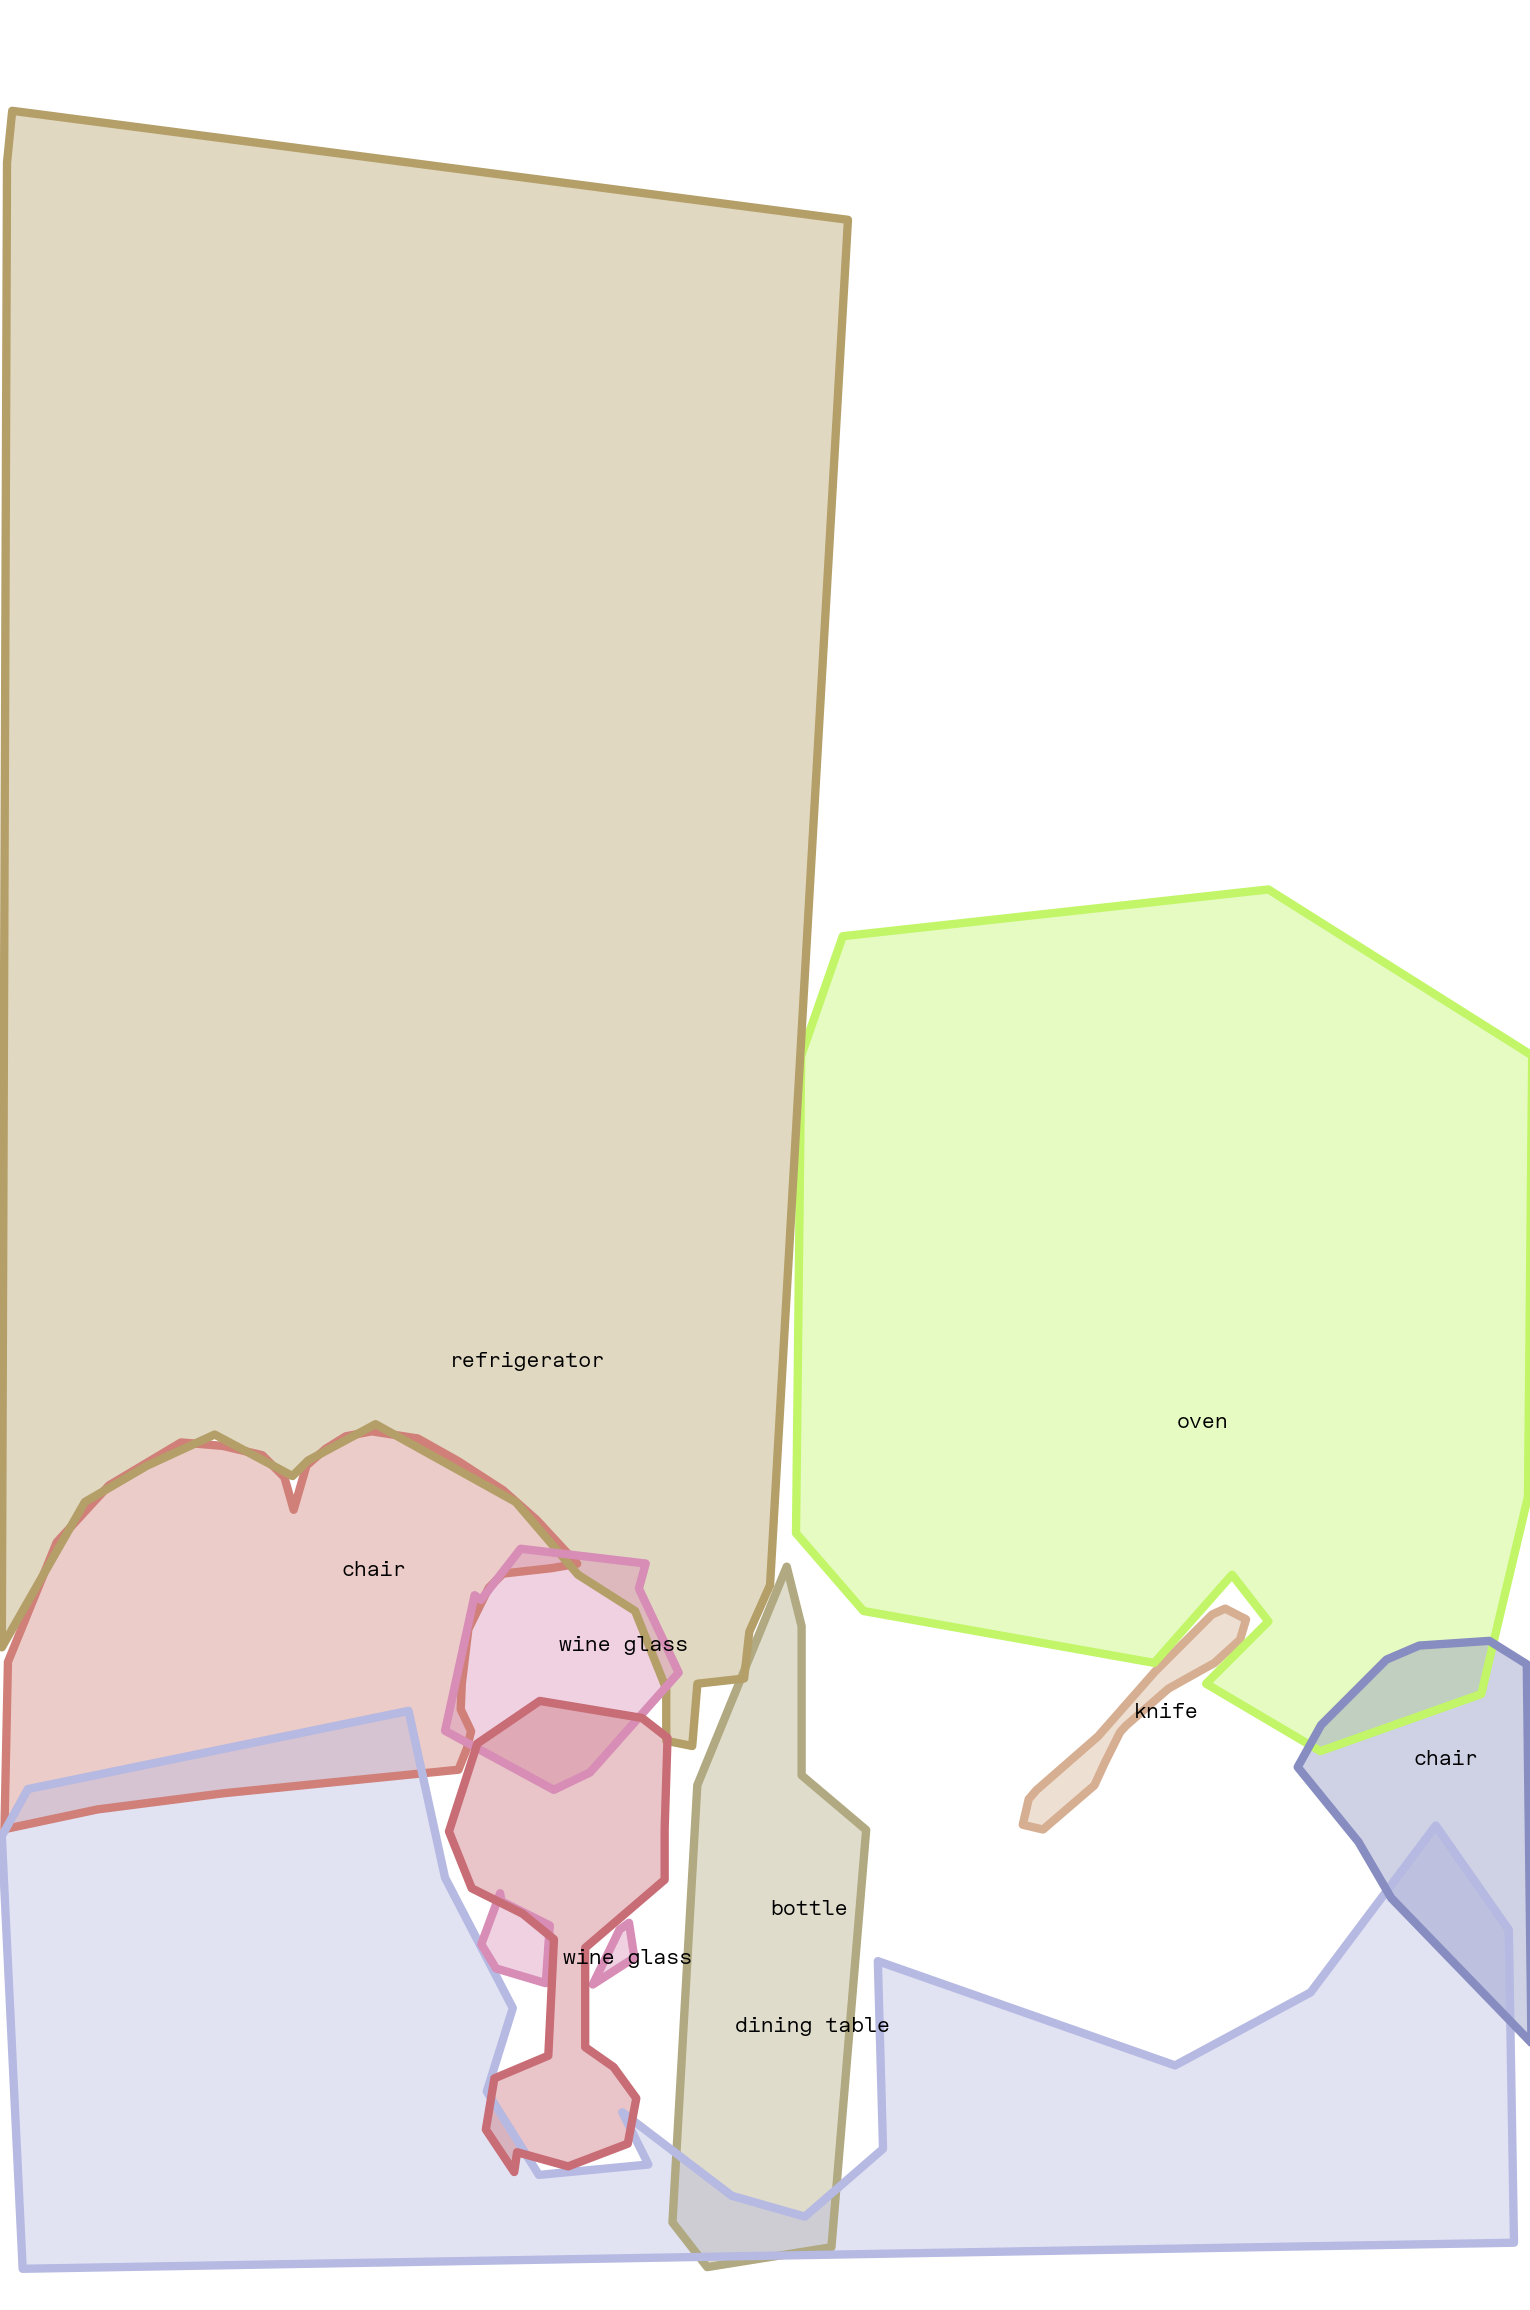 refrigerator
oven
chair
wine glass
knife
chair
bottle
wine glass
dining table